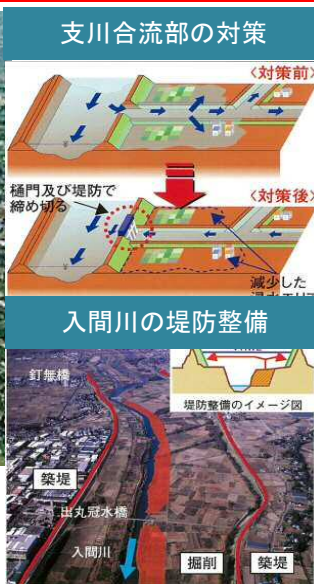 支川合流部の対策
<対策前>
樋門及び堤防で
締め切る
<対策後>
減少した
入間川の堤防整備
釘無橋
堤防整備のイメージ図
築堤
出丸冠水橋
入間川
掘削
築堤